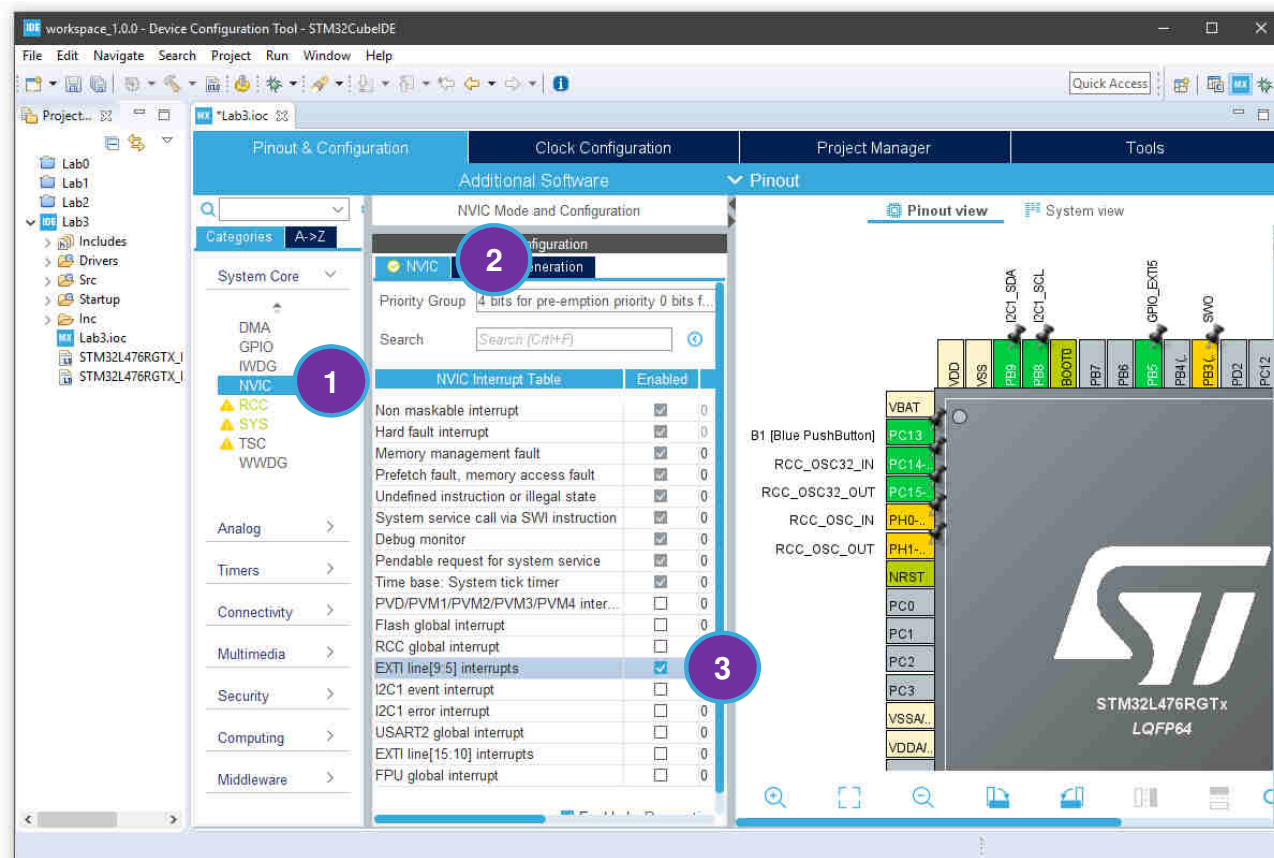 IDE workspace_1.0.0 - Device Configuration Tool - STM32CubeIDE
File Edit Navigate Search Project Run Window Help
Quick Access
Project...
MX *Lab3.ioc
Pinout & Configuration
Clock Configuration
Project Manager
Tools
Additional Software
Pinout
Lab0
Lab1
Lab2
IDE Lab3
Includes
Drivers
Src
Startup
Inc
MX Lab3.ioc
STM32L476RGTX_I
STM32L476RGTX_I
Categories A->Z
System Core
DMA
GPIO
IWDG
NVIC
RCC
SYS
TSC
WWDG
Analog
Timers
Connectivity
Multimedia
Security
Computing
Middleware
1
NVIC Mode and Configuration
2
NVIC
Priority Group 4 bits for pre-emption priority 0 bits f...
Search Search (Crtl+F)
NVIC Interrupt Table Enabled
Non maskable interrupt 0
Hard fault interrupt 0
Memory management fault 0
Prefetch fault, memory access fault 0
Undefined instruction or illegal state 0
System service call via SWI instruction 0
Debug monitor 0
Pendable request for system service 0
Time base: System tick timer 0
PVD/PVM1/PVM2/PVM3/PVM4 inter... 0
Flash global interrupt 0
RCC global interrupt
EXTI line[9:5] interrupts
I2C1 event interrupt
I2C1 error interrupt 0
USART2 global interrupt 0
EXTI line[15:10] interrupts 0
FPU global interrupt 0
3
Pinout view
System view
I2C1_SDA
I2C1_SCL
GPIO_EXTI5
SWO
VDD
VSS
PB9
PB8
BOOT0
PB7
PB6
PB5
PB4 (..
PB3 (..
PD2
PC12
VBAT
B1 [Blue PushButton] PC13
RCC_OSC32_IN PC14-..
RCC_OSC32_OUT PC15-
RCC_OSC_IN PH0-..
RCC_OSC_OUT PH1-..
NRST
PC0
PC1
PC2
PC3
VSSA/..
VDDA/..
STM32L476RGTx
LQFP64